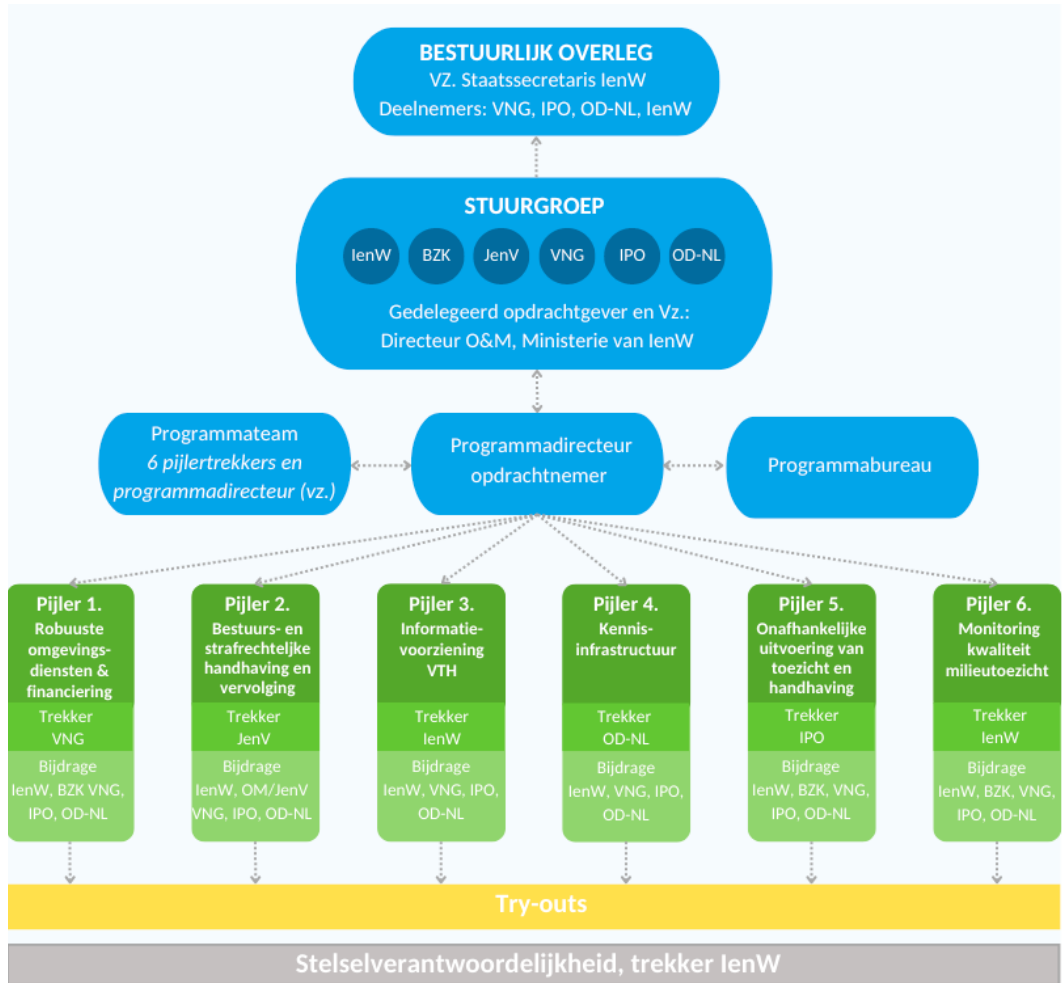 BESTUURLIJK OVERLEG
VZ. Staatssecretaris IenW
Deelnemers: VNG, IPO, OD-NL, IenW
STUURGROEP
IenW BZK JenV VNG IPO OD-NL
Gedelegeerd opdrachtgever en Vz.:
Directeur O&M, Ministerie van IenW
Programmateam
6 pijlertrekkers en
programmadirecteur (vz.)
Programmadirecteur
opdrachtnemer
Programmabureau
Pijler 1.
Robuuste
omgevings-
diensten &
financiering
Trekker
VNG
Bijdrage
IenW, BZK VNG,
IPO, OD-NL
Pijler 2.
Bestuurs- en
strafrechteljke
handhaving en
vervolging
Trekker
JenV
Bijdrage
IenW, OM/JenV
VNG, IPO, OD-NL
Pijler 3.
Informatie-
voorziening
VTH
Trekker
IenW
Bijdrage
IenW, VNG, IPO,
OD-NL
Pijler 4.
Kennis-
infrastructuur
Trekker
OD-NL
Bijdrage
IenW, VNG, IPO,
OD-NL
Pijler 5.
Onafhankelijke
uitvoering van
toezicht en
handhaving
Trekker
IPO
Bijdrage
IenW, BZK, VNG,
IPO, OD-NL
Pijler 6.
Monitoring
kwaliteit
milieutoezicht
Trekker
IenW
Bijdrage
IenW, BZK, VNG,
IPO, OD-NL
Try-outs
Stelselverantwoordelijkheid, trekker IenW